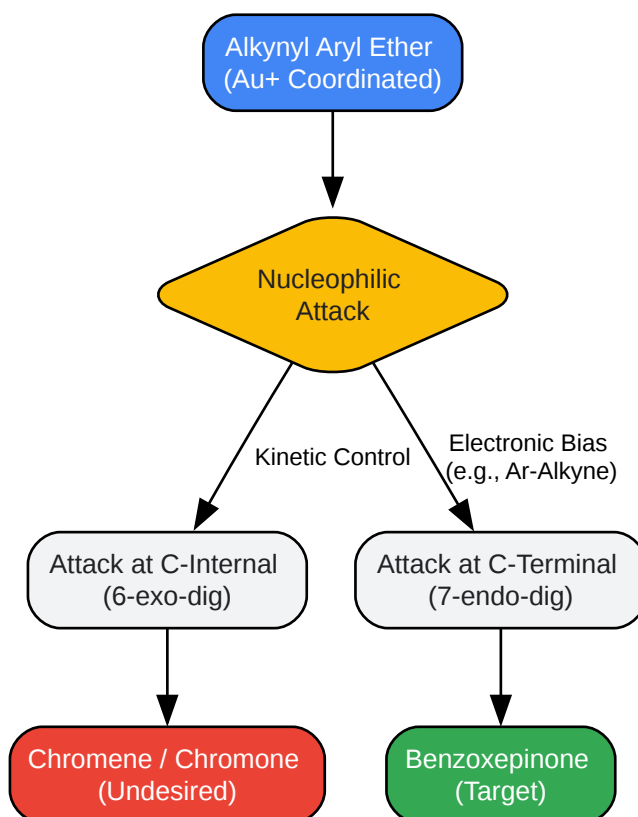 Alkynyl Aryl Ether
(Au+ Coordinated)
Nucleophilic
Attack
Kinetic Control
Electronic Bias
(e.g., Ar-Alkyne)
Attack at C-Internal
(6-exo-dig)
Attack at C-Terminal
(7-endo-dig)
Chromene / Chromone
(Undesired)
Benzoxepinone
(Target)